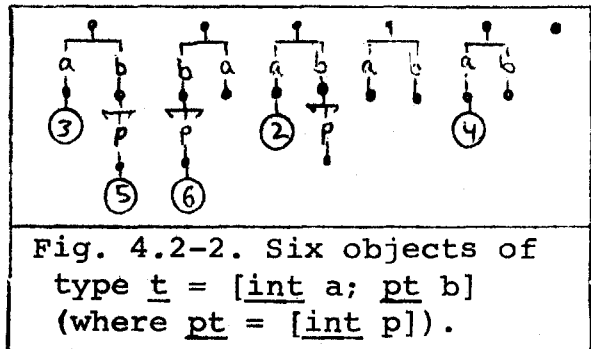 a b b a a b a b a b
3 p p 2 p 4
5 6
Fig. 4.2-2. Six objects of
type t = [int a; pt b]
(where pt = [int p]).